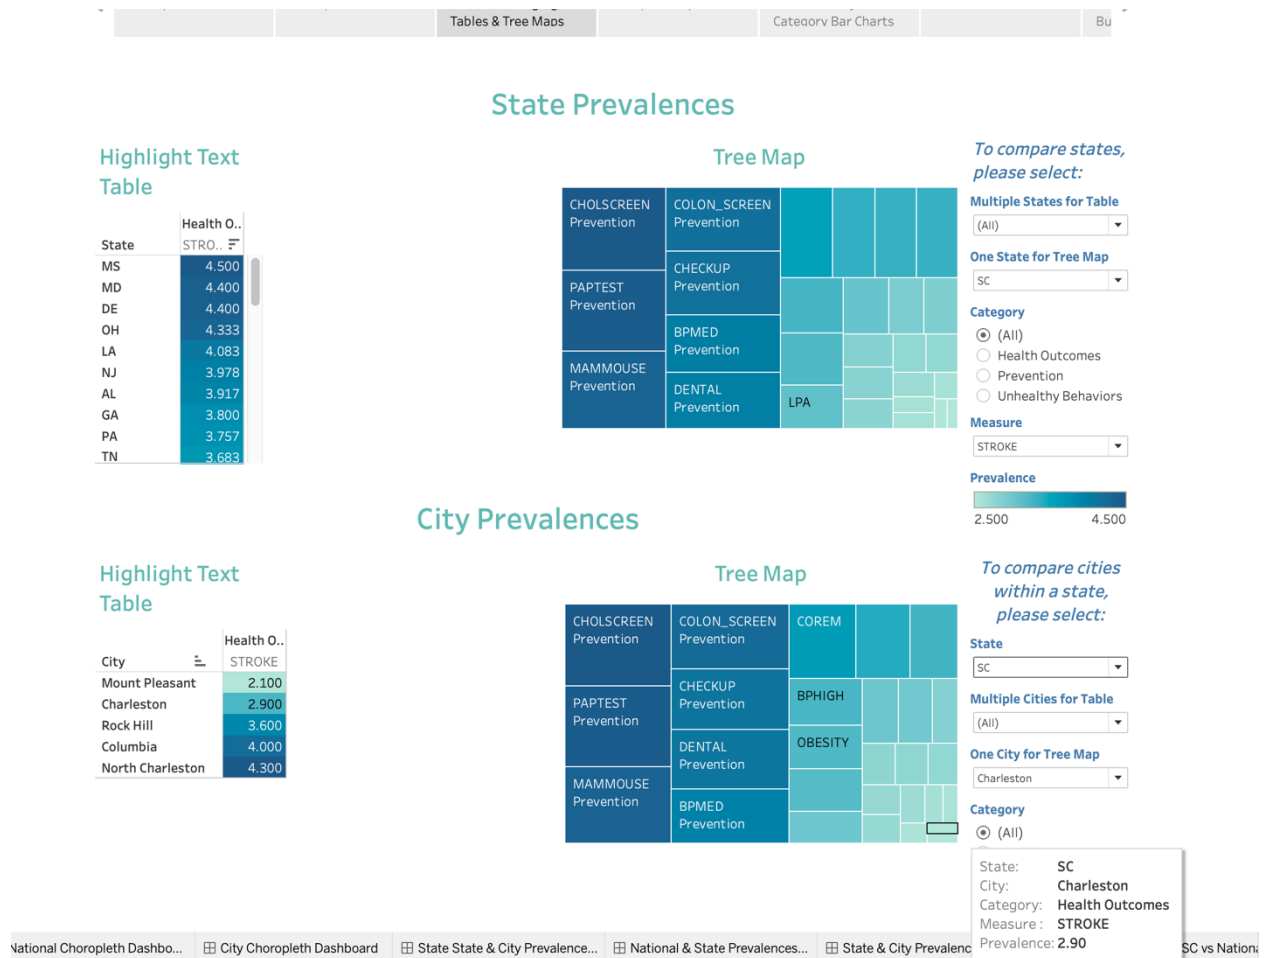 Tables & Tree Maps
Category Bar Charts
Bu
State Prevalences
Highlight Text
Table
Health O..
State STRO..
MS 4.500
MD 4.400
DE 4.400
OH 4.333
LA 4.083
NJ 3.978
AL 3.917
GA 3.800
PA 3.757
TN 3.683
Tree Map
CHOLSCREEN
Prevention
PAPTEST
Prevention
MAMMOUSE
Prevention
COLON_SCREEN
Prevention
CHECKUP
Prevention
BPMED
Prevention
DENTAL
Prevention
LPA
To compare states,
please select:
Multiple States for Table
(All)
One State for Tree Map
SC
Category
(All)
Health Outcomes
Prevention
Unhealthy Behaviors
Measure
STROKE
Prevalence
2.500 4.500
City Prevalences
Highlight Text
Table
Health O..
City STROKE
Mount Pleasant 2.100
Charleston 2.900
Rock Hill 3.600
Columbia 4.000
North Charleston 4.300
Tree Map
CHOLSCREEN
Prevention
PAPTEST
Prevention
MAMMOUSE
Prevention
COLON_SCREEN
Prevention
CHECKUP
Prevention
DENTAL
Prevention
BPMED
Prevention
COREM
BPHIGH
OBESITY
To compare cities
within a state,
please select:
State
SC
Multiple Cities for Table
(All)
One City for Tree Map
Charleston
Category
(All)
State: SC
City: Charleston
Category: Health Outcomes
Measure : STROKE
Prevalence: 2.90
National Choropleth Dashbo... City Choropleth Dashboard State State & City Prevalence... National & State Prevalences... State & City Prevalenc SC vs Nationa